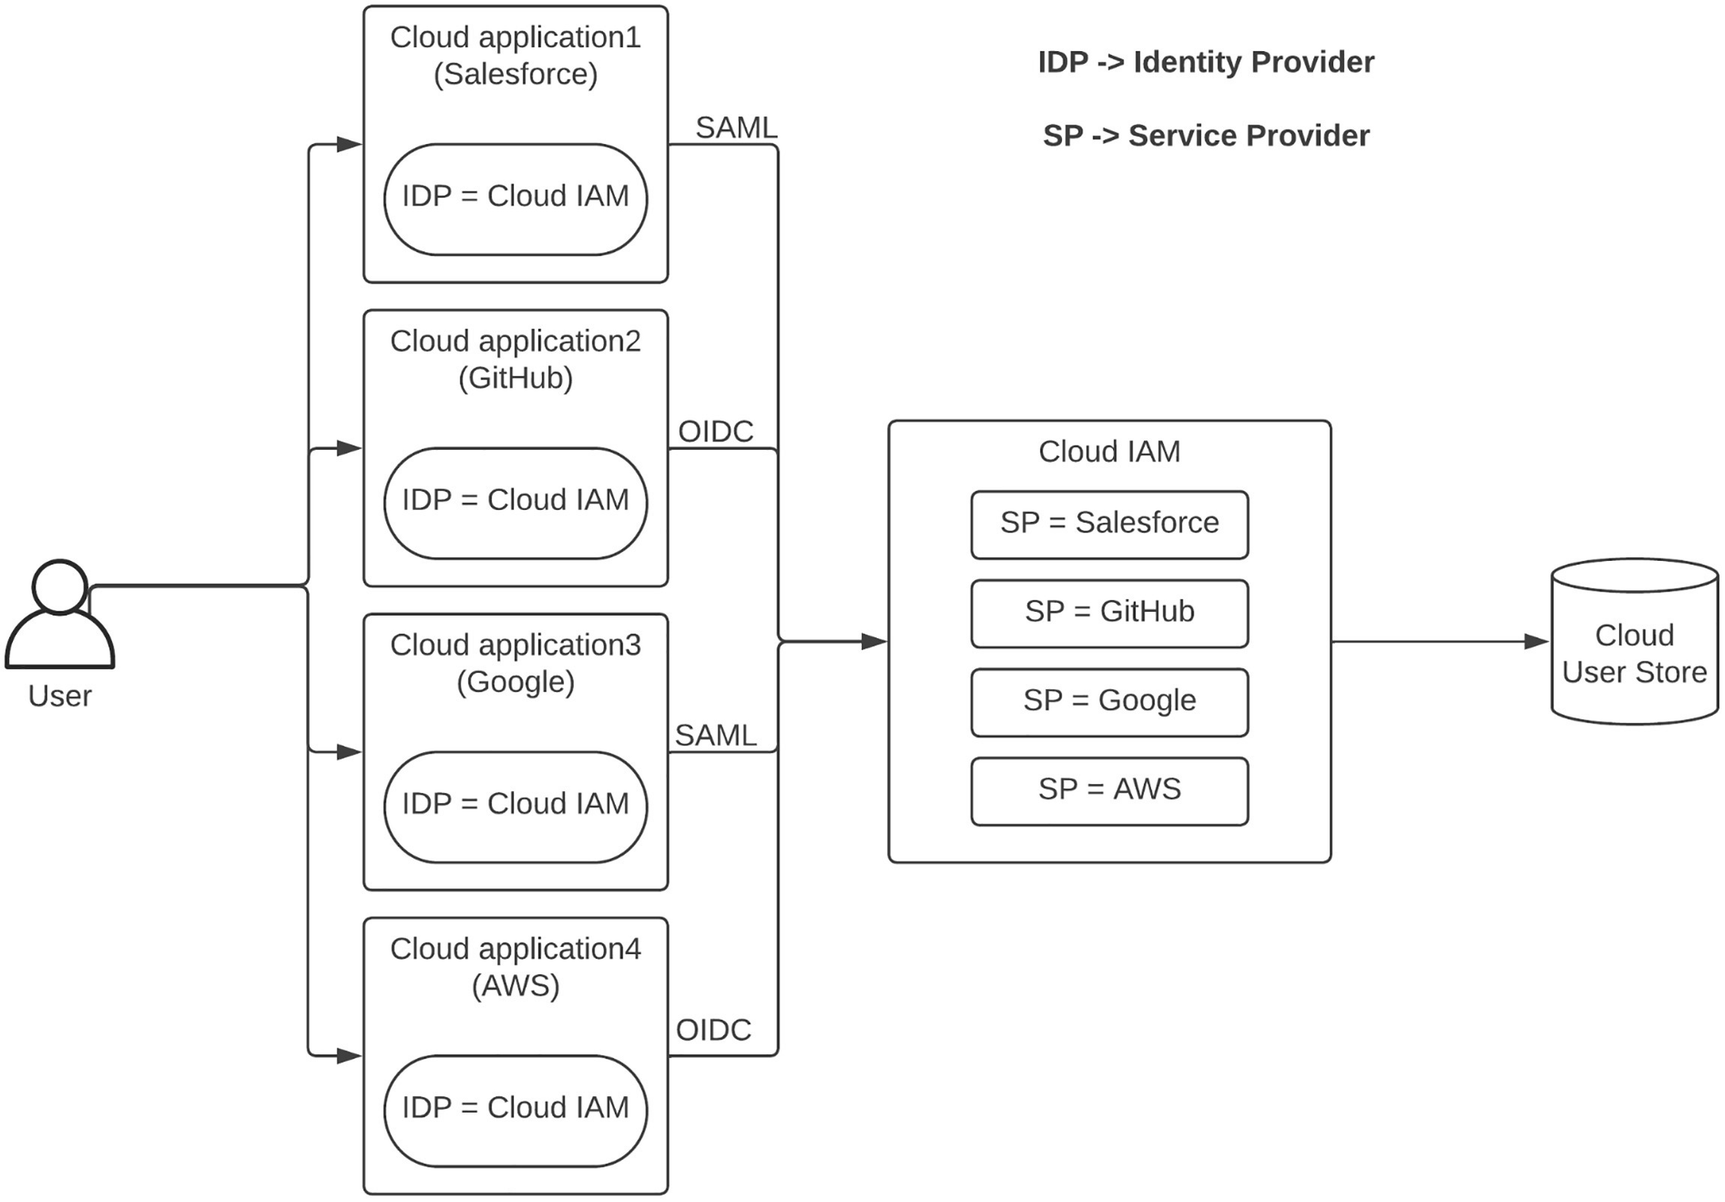 Cloud application1
(Salesforce)
IDP = Cloud IAM
SAML
IDP -> Identity Provider
SP -> Service Provider
Cloud application2
(GitHub)
IDP = Cloud IAM
OIDC
Cloud application3
(Google)
IDP = Cloud IAM
SAML
Cloud application4
(AWS)
IDP = Cloud IAM
OIDC
User
Cloud IAM
SP = Salesforce
SP = GitHub
SP = Google
SP = AWS
Cloud
User Store